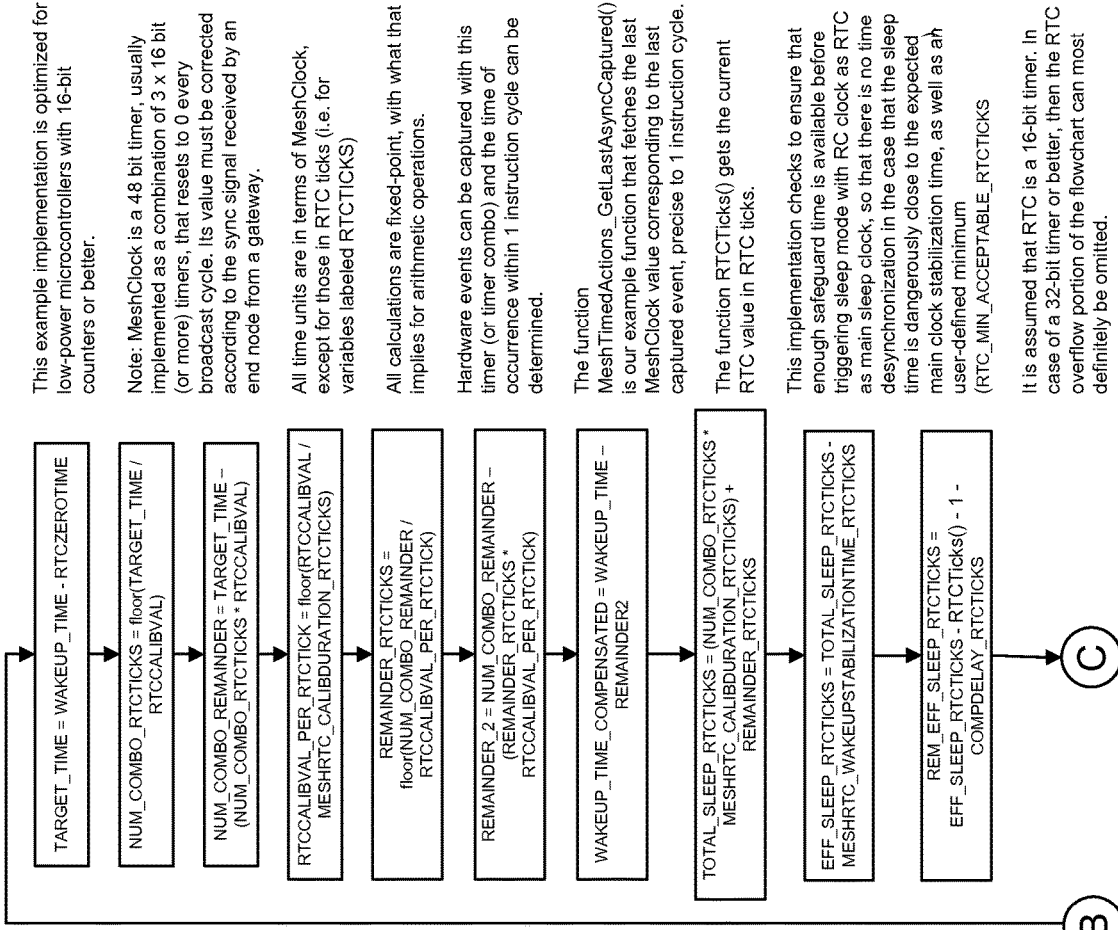 TARGET_TIME = WAKEUP_TIME - RTCZEROTIME
NUM_COMBO_RTCTICKS = floor(TARGET_TIME /
RTCCALIBVAL)
NUM_COMBO_REMAINDER = TARGET_TIME –
(NUM_COMBO_RTCTICKS * RTCCALIBVAL)
RTCCALIBVAL_PER_RTCTICK = floor(RTCCALIBVAL /
MESHRTC_CALIBDURATION_RTCTICKS)
REMAINDER_RTCTICKS =
floor(NUM_COMBO_REMAINDER /
RTCCALIBVAL_PER_RTCTICK)
REMAINDER_2 = NUM_COMBO_REMAINDER –
(REMAINDER_RTCTICKS *
RTCCALIBVAL_PER_RTCTICK)
WAKEUP_TIME_COMPENSATED = WAKEUP_TIME –
REMAINDER2
TOTAL_SLEEP_RTCTICKS = (NUM_COMBO_RTCTICKS *
MESHRTC_CALIBDURATION_RTCTICKS) +
REMAINDER_RTCTICKS
EFF_SLEEP_RTCTICKS = TOTAL_SLEEP_RTCTICKS -
MESHRTC_WAKEUPSTABILIZATIONTIME_RTCTICKS
REM_EFF_SLEEP_RTCTICKS =
EFF_SLEEP_RTCTICKS - RTCTicks() - 1 -
COMPDELAY_RTCTICKS
B
C
This example implementation is optimized for
low-power microcontrollers with 16-bit
counters or better.
Note: MeshClock is a 48 bit timer, usually
implemented as a combination of 3 x 16 bit
(or more) timers, that resets to 0 every
broadcast cycle. Its value must be corrected
according to the sync signal received by an
end node from a gateway.
All time units are in terms of MeshClock,
except for those in RTC ticks (i.e. for
variables labeled RTCTICKS)
All calculations are fixed-point, with what that
implies for arithmetic operations.
Hardware events can be captured with this
timer (or timer combo) and the time of
occurrence within 1 instruction cycle can be
determined.
The function
MeshTimedActions_GetLastAsyncCaptured()
is our example function that fetches the last
MeshClock value corresponding to the last
captured event, precise to 1 instruction cycle.
The function RTCTicks() gets the current
RTC value in RTC ticks.
This implementation checks to ensure that
enough safeguard time is available before
triggering sleep mode with RC clock as RTC
as main sleep clock, so that there is no time
desynchronization in the case that the sleep
time is dangerously close to the expected
main clock stabilization time, as well as an
user-defined minimum
(RTC_MIN_ACCEPTABLE_RTCTICKS
It is assumed that RTC is a 16-bit timer. In
case of a 32-bit timer or better, then the RTC
overflow portion of the flowchart can most
definitely be omitted.